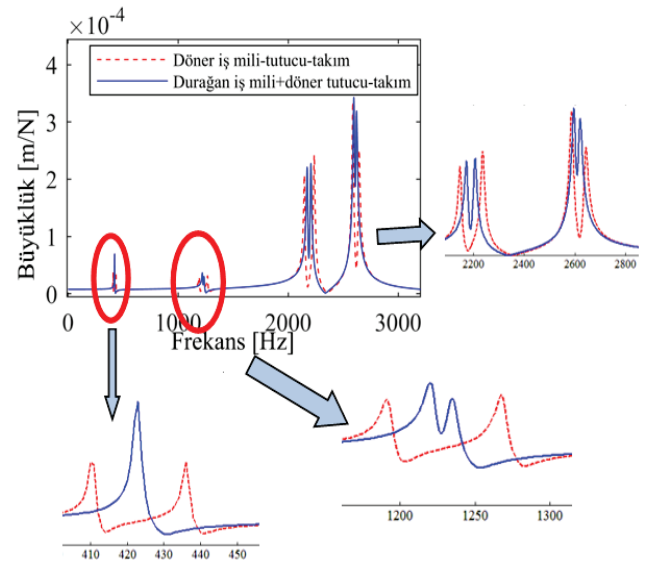 ×10⁻⁴
Büyüklük [m/N]
4
3
2
1
0
Döner iş mili-tutucu-takım
Durağan iş mili+döner tutucu-takım
0 1000 2000 3000
Frekans [Hz]
2200 2400 2600 2800
410 420 430 440 450
1200 1250 1300